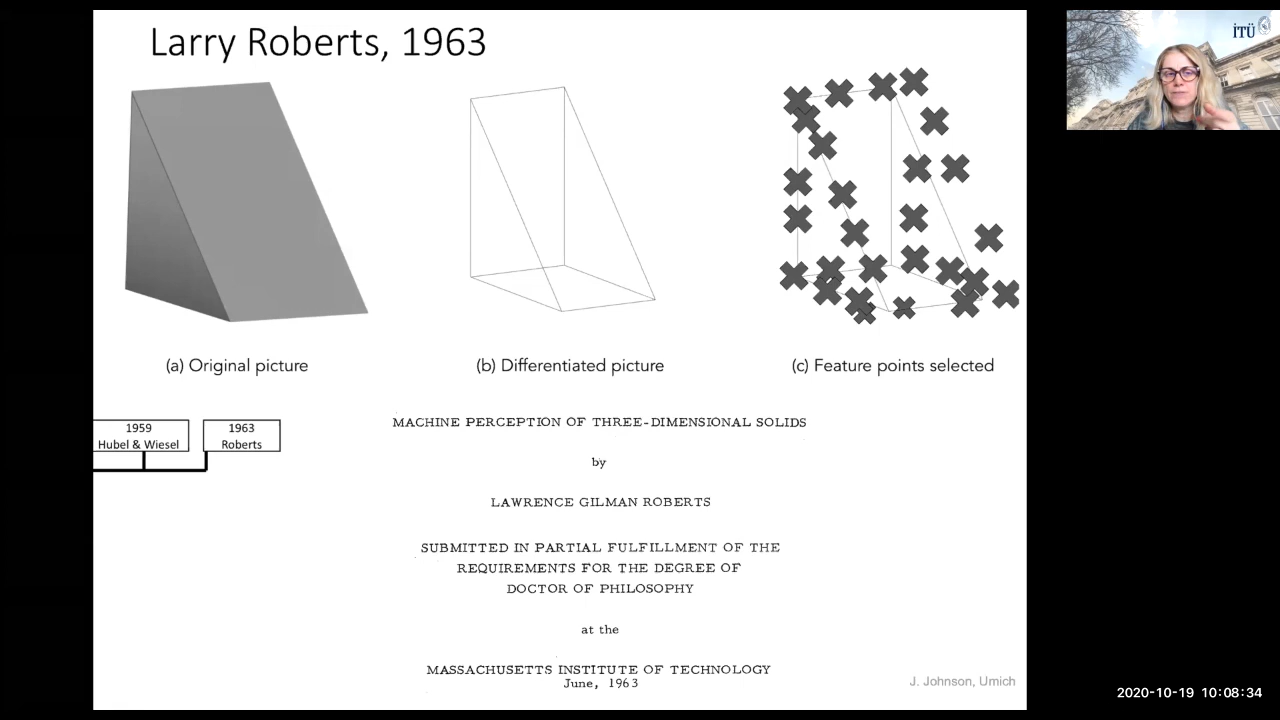 Larry Roberts, 1963
İTÜ
(a) Original picture
(b) Differentiated picture
(c) Feature points selected
1959
Hubel & Wiesel
1963
Roberts
MACHINE PERCEPTION OF THREE-DIMENSIONAL SOLIDS
by
LAWRENCE GILMAN ROBERTS
SUBMITTED IN PARTIAL FULFILLMENT OF THE
REQUIREMENTS FOR THE DEGREE OF
DOCTOR OF PHILOSOPHY
at the
MASSACHUSETTS INSTITUTE OF TECHNOLOGY
June, 1963
J. Johnson, Umich
2020-10-19 10:08:34